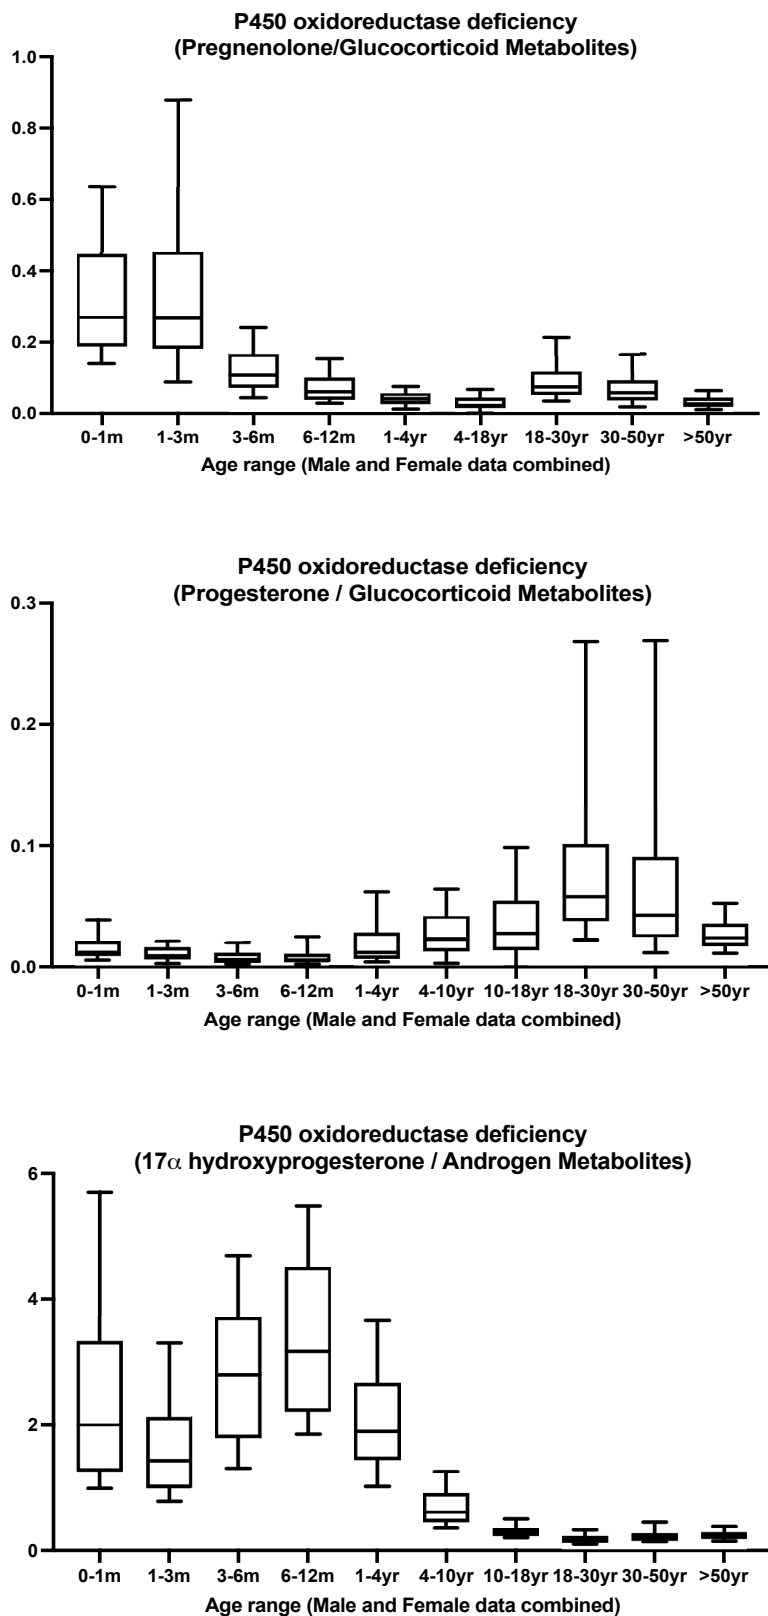 P450 oxidoreductase deficiency
(Pregnenolone/Glucocorticoid Metabolites)
1.0
0.8
0.6
0.4
0.2
0.0
0-1m 1-3m 3-6m 6-12m 1-4yr 4-18yr 18-30yr 30-50yr >50yr
Age range (Male and Female data combined)
P450 oxidoreductase deficiency
(Progesterone / Glucocorticoid Metabolites)
0.3
0.2
0.1
0.0
0-1m 1-3m 3-6m 6-12m 1-4yr 4-10yr 10-18yr 18-30yr 30-50yr >50yr
Age range (Male and Female data combined)
P450 oxidoreductase deficiency
(17α hydroxyprogesterone / Androgen Metabolites)
6
4
2
0
0-1m 1-3m 3-6m 6-12m 1-4yr 4-10yr 10-18yr 18-30yr 30-50yr >50yr
Age range (Male and Female data combined)